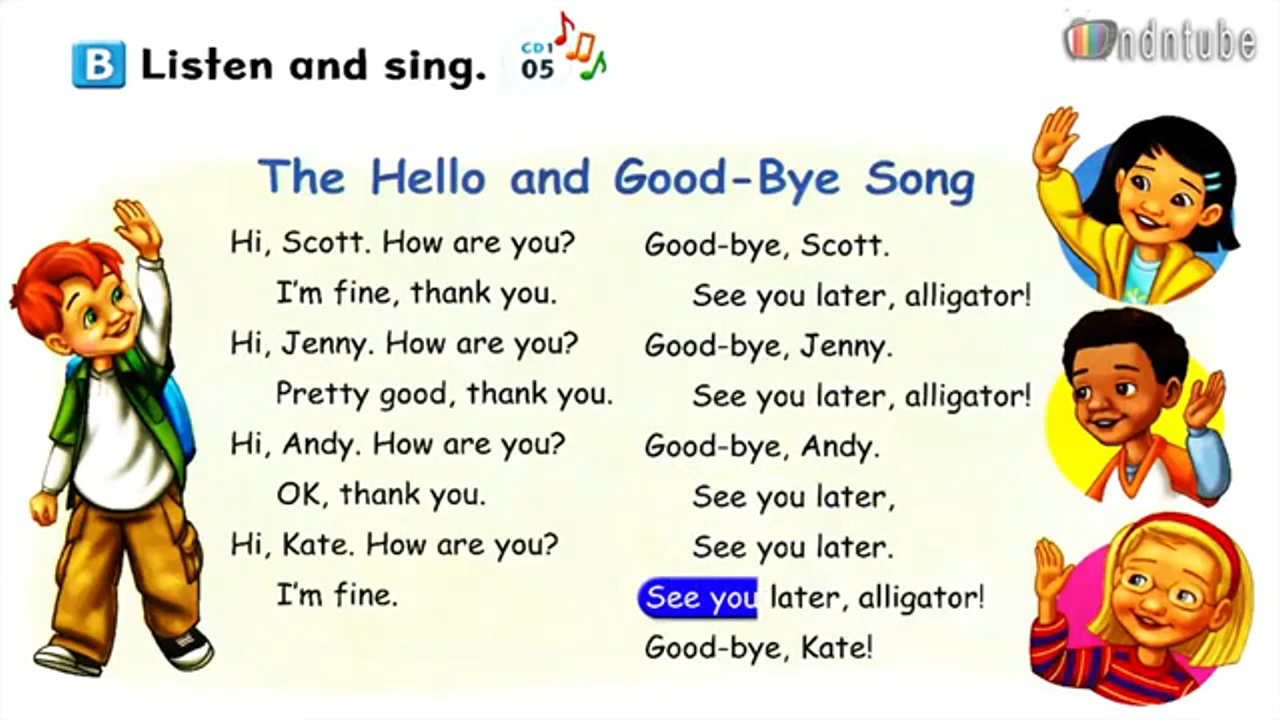 B Listen and sing.
CD 1
05
ndntube
The Hello and Good-Bye Song
Hi, Scott. How are you?
I'm fine, thank you.
Hi, Jenny. How are you?
Pretty good, thank you.
Hi, Andy. How are you?
OK, thank you.
Hi, Kate. How are you?
I'm fine.
Good-bye, Scott.
See you later, alligator!
Good-bye, Jenny.
See you later, alligator!
Good-bye, Andy.
See you later,
See you later.
See you later, alligator!
Good-bye, Kate!